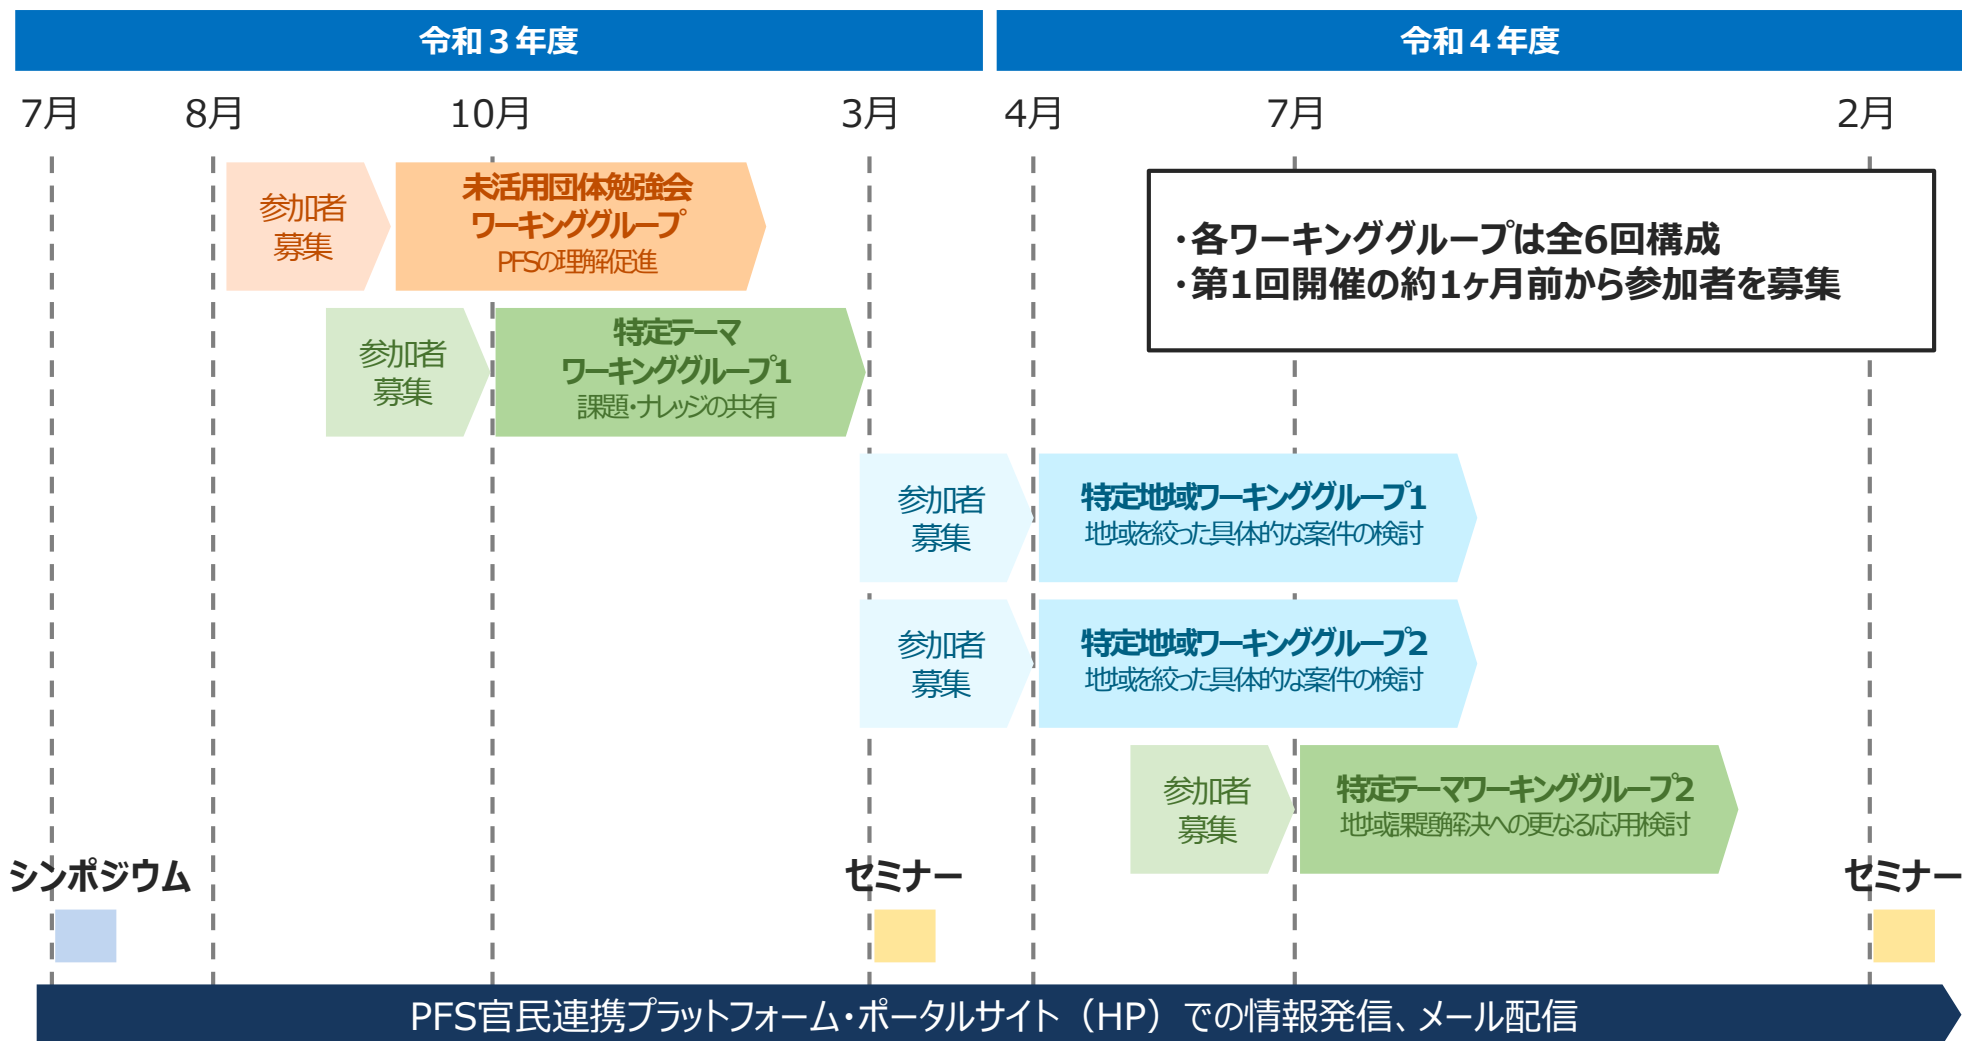 令和３年度
令和４年度
7月
8月
10月
3月
4月
7月
2月
参加者
募集
未活用団体勉強会
ワーキンググループ
PFSの理解促進
・各ワーキンググループは全6回構成
・第1回開催の約1ヶ月前から参加者を募集
参加者
募集
特定テーマ
ワーキンググループ1
課題・ナレッジの共有
参加者
募集
特定地域ワーキンググループ1
地域を絞った具体的な案件の検討
参加者
募集
特定地域ワーキンググループ2
地域を絞った具体的な案件の検討
参加者
募集
特定テーマワーキンググループ2
地域課題解決への更なる応用検討
シンポジウム
セミナー
セミナー
PFS官民連携プラットフォーム・ポータルサイト（HP）での情報発信、メール配信